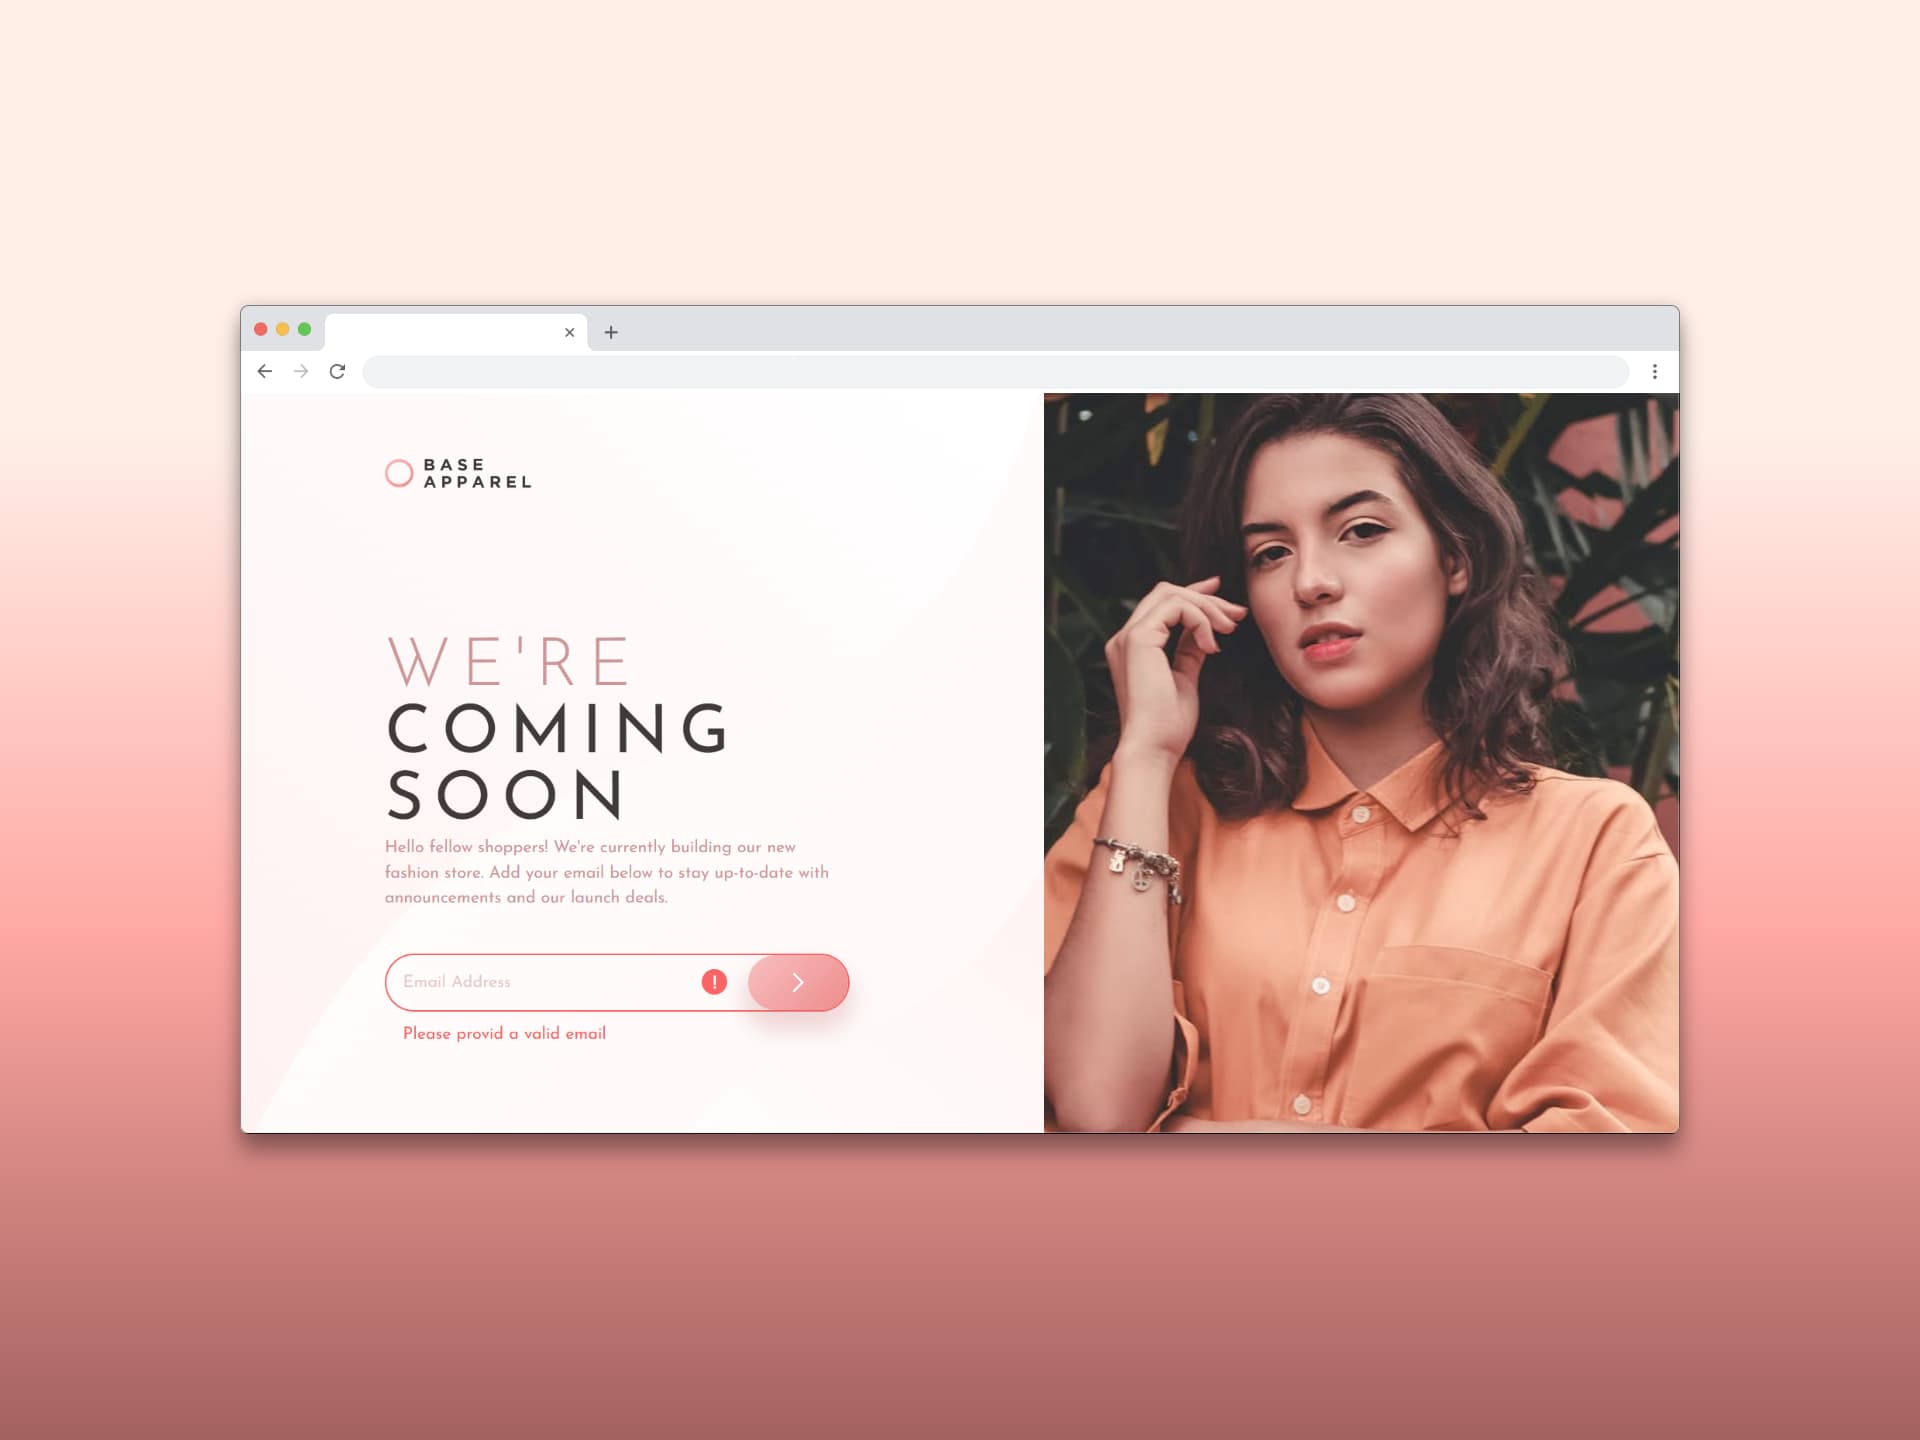 BASE
APPAREL
WE'RE
COMING
SOON
Hello fellow shoppers! We're currently building our new
fashion store. Add your email below to stay up-to-date with
announcements and our launch deals.
Email Address
!
Please provid a valid email